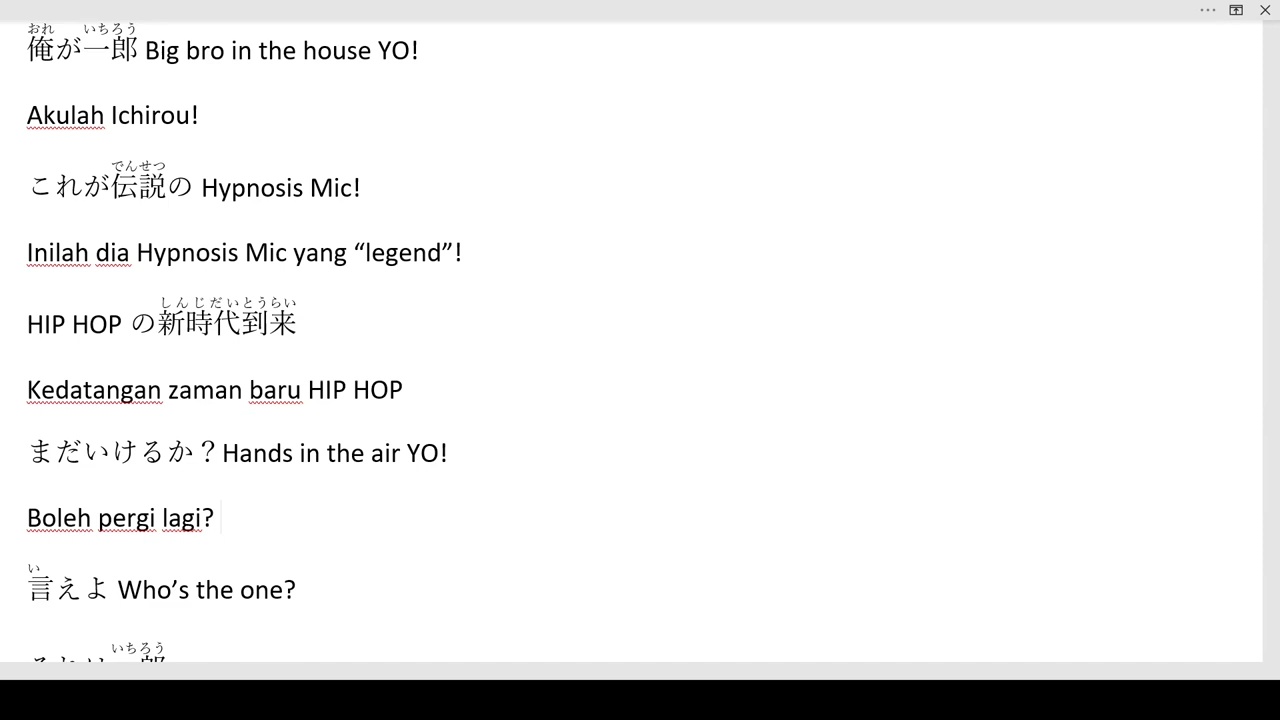 おれ いちろう
俺が一郎 Big bro in the house YO!
Akulah Ichirou!
でんせつ
これが伝説の Hypnosis Mic!
Inilah dia Hypnosis Mic yang “legend”!
しんじだいとうらい
HIP HOP の新時代到来
Kedatangan zaman baru HIP HOP
まだいけるか？Hands in the air YO!
Boleh pergi lagi?
い
言えよ Who’s the one?
いちろう